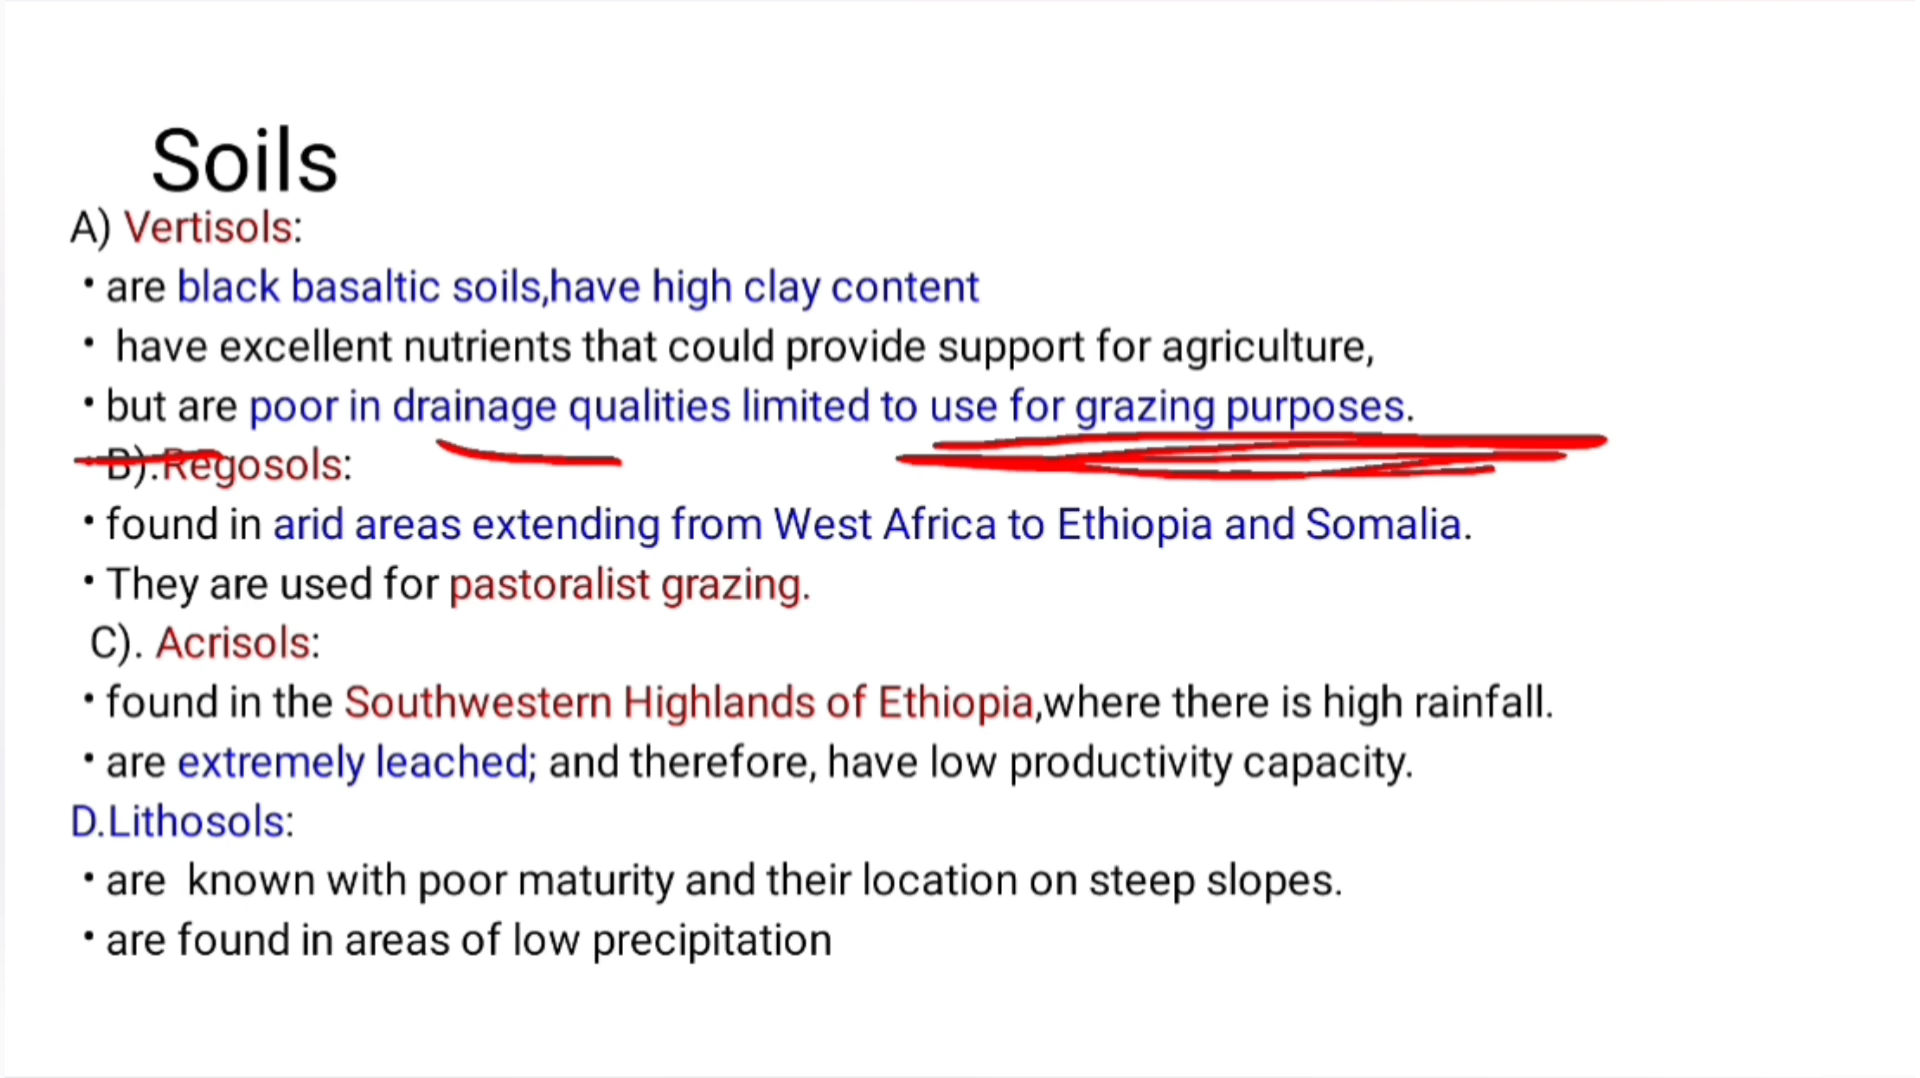 Soils
A) Vertisols:
• are black basaltic soils,have high clay content
• have excellent nutrients that could provide support for agriculture,
• but are poor in drainage qualities limited to use for grazing purposes.
B).Regosols:
• found in arid areas extending from West Africa to Ethiopia and Somalia.
• They are used for pastoralist grazing.
C). Acrisols:
• found in the Southwestern Highlands of Ethiopia,where there is high rainfall.
• are extremely leached; and therefore, have low productivity capacity.
D.Lithosols:
• are known with poor maturity and their location on steep slopes.
• are found in areas of low precipitation